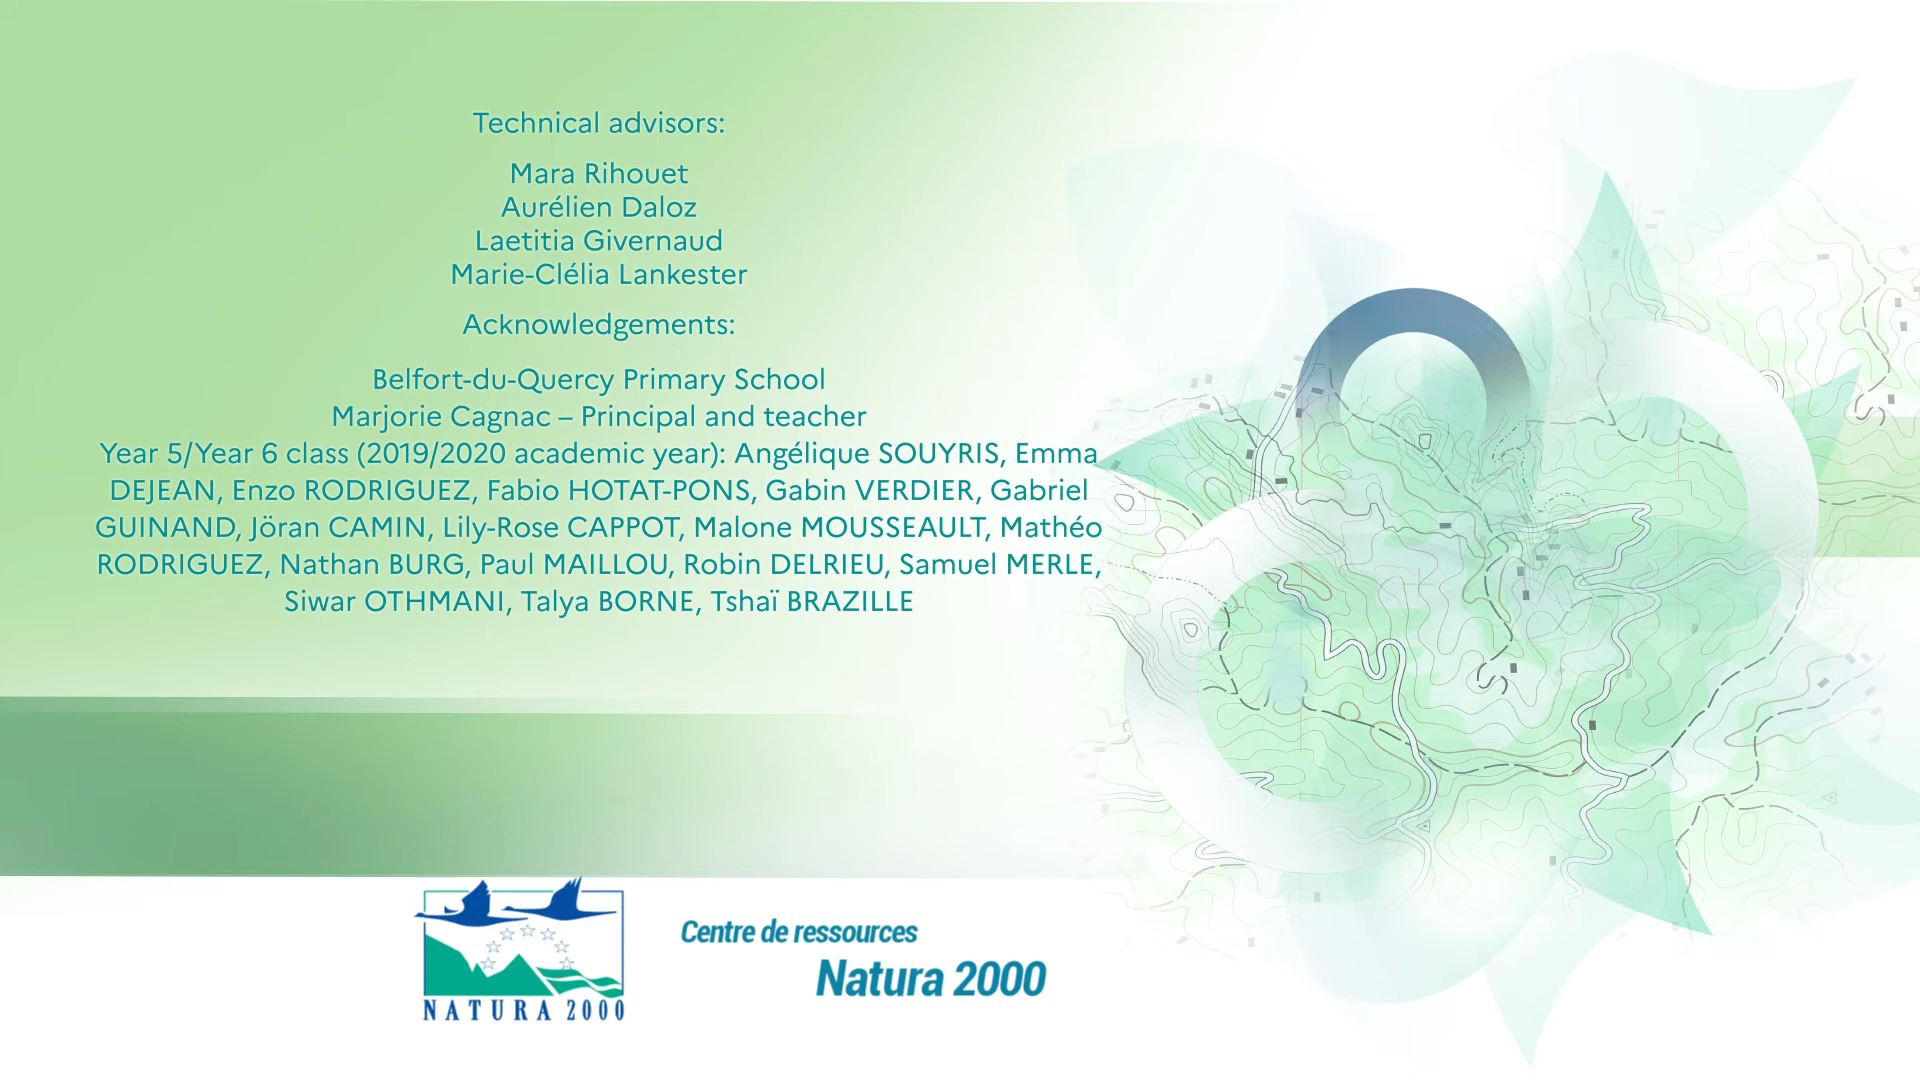 Technical advisors:
Mara Rihouet
Aurélien Daloz
Laetitia Givernaud
Marie-Clélia Lankester
Acknowledgements:
Belfort-du-Quercy Primary School
Marjorie Cagnac – Principal and teacher
Year 5/Year 6 class (2019/2020 academic year): Angélique SOUYRIS, Emma
DEJEAN, Enzo RODRIGUEZ, Fabio HOTAT-PONS, Gabin VERDIER, Gabriel
GUINAND, Jöran CAMIN, Lily-Rose CAPPOT, Malone MOUSSEAULT, Mathéo
RODRIGUEZ, Nathan BURG, Paul MAILLOU, Robin DELRIEU, Samuel MERLE,
Siwar OTHMANI, Talya BORNE, Tshaï BRAZILLE
NATURA 2000
Centre de ressources
Natura 2000